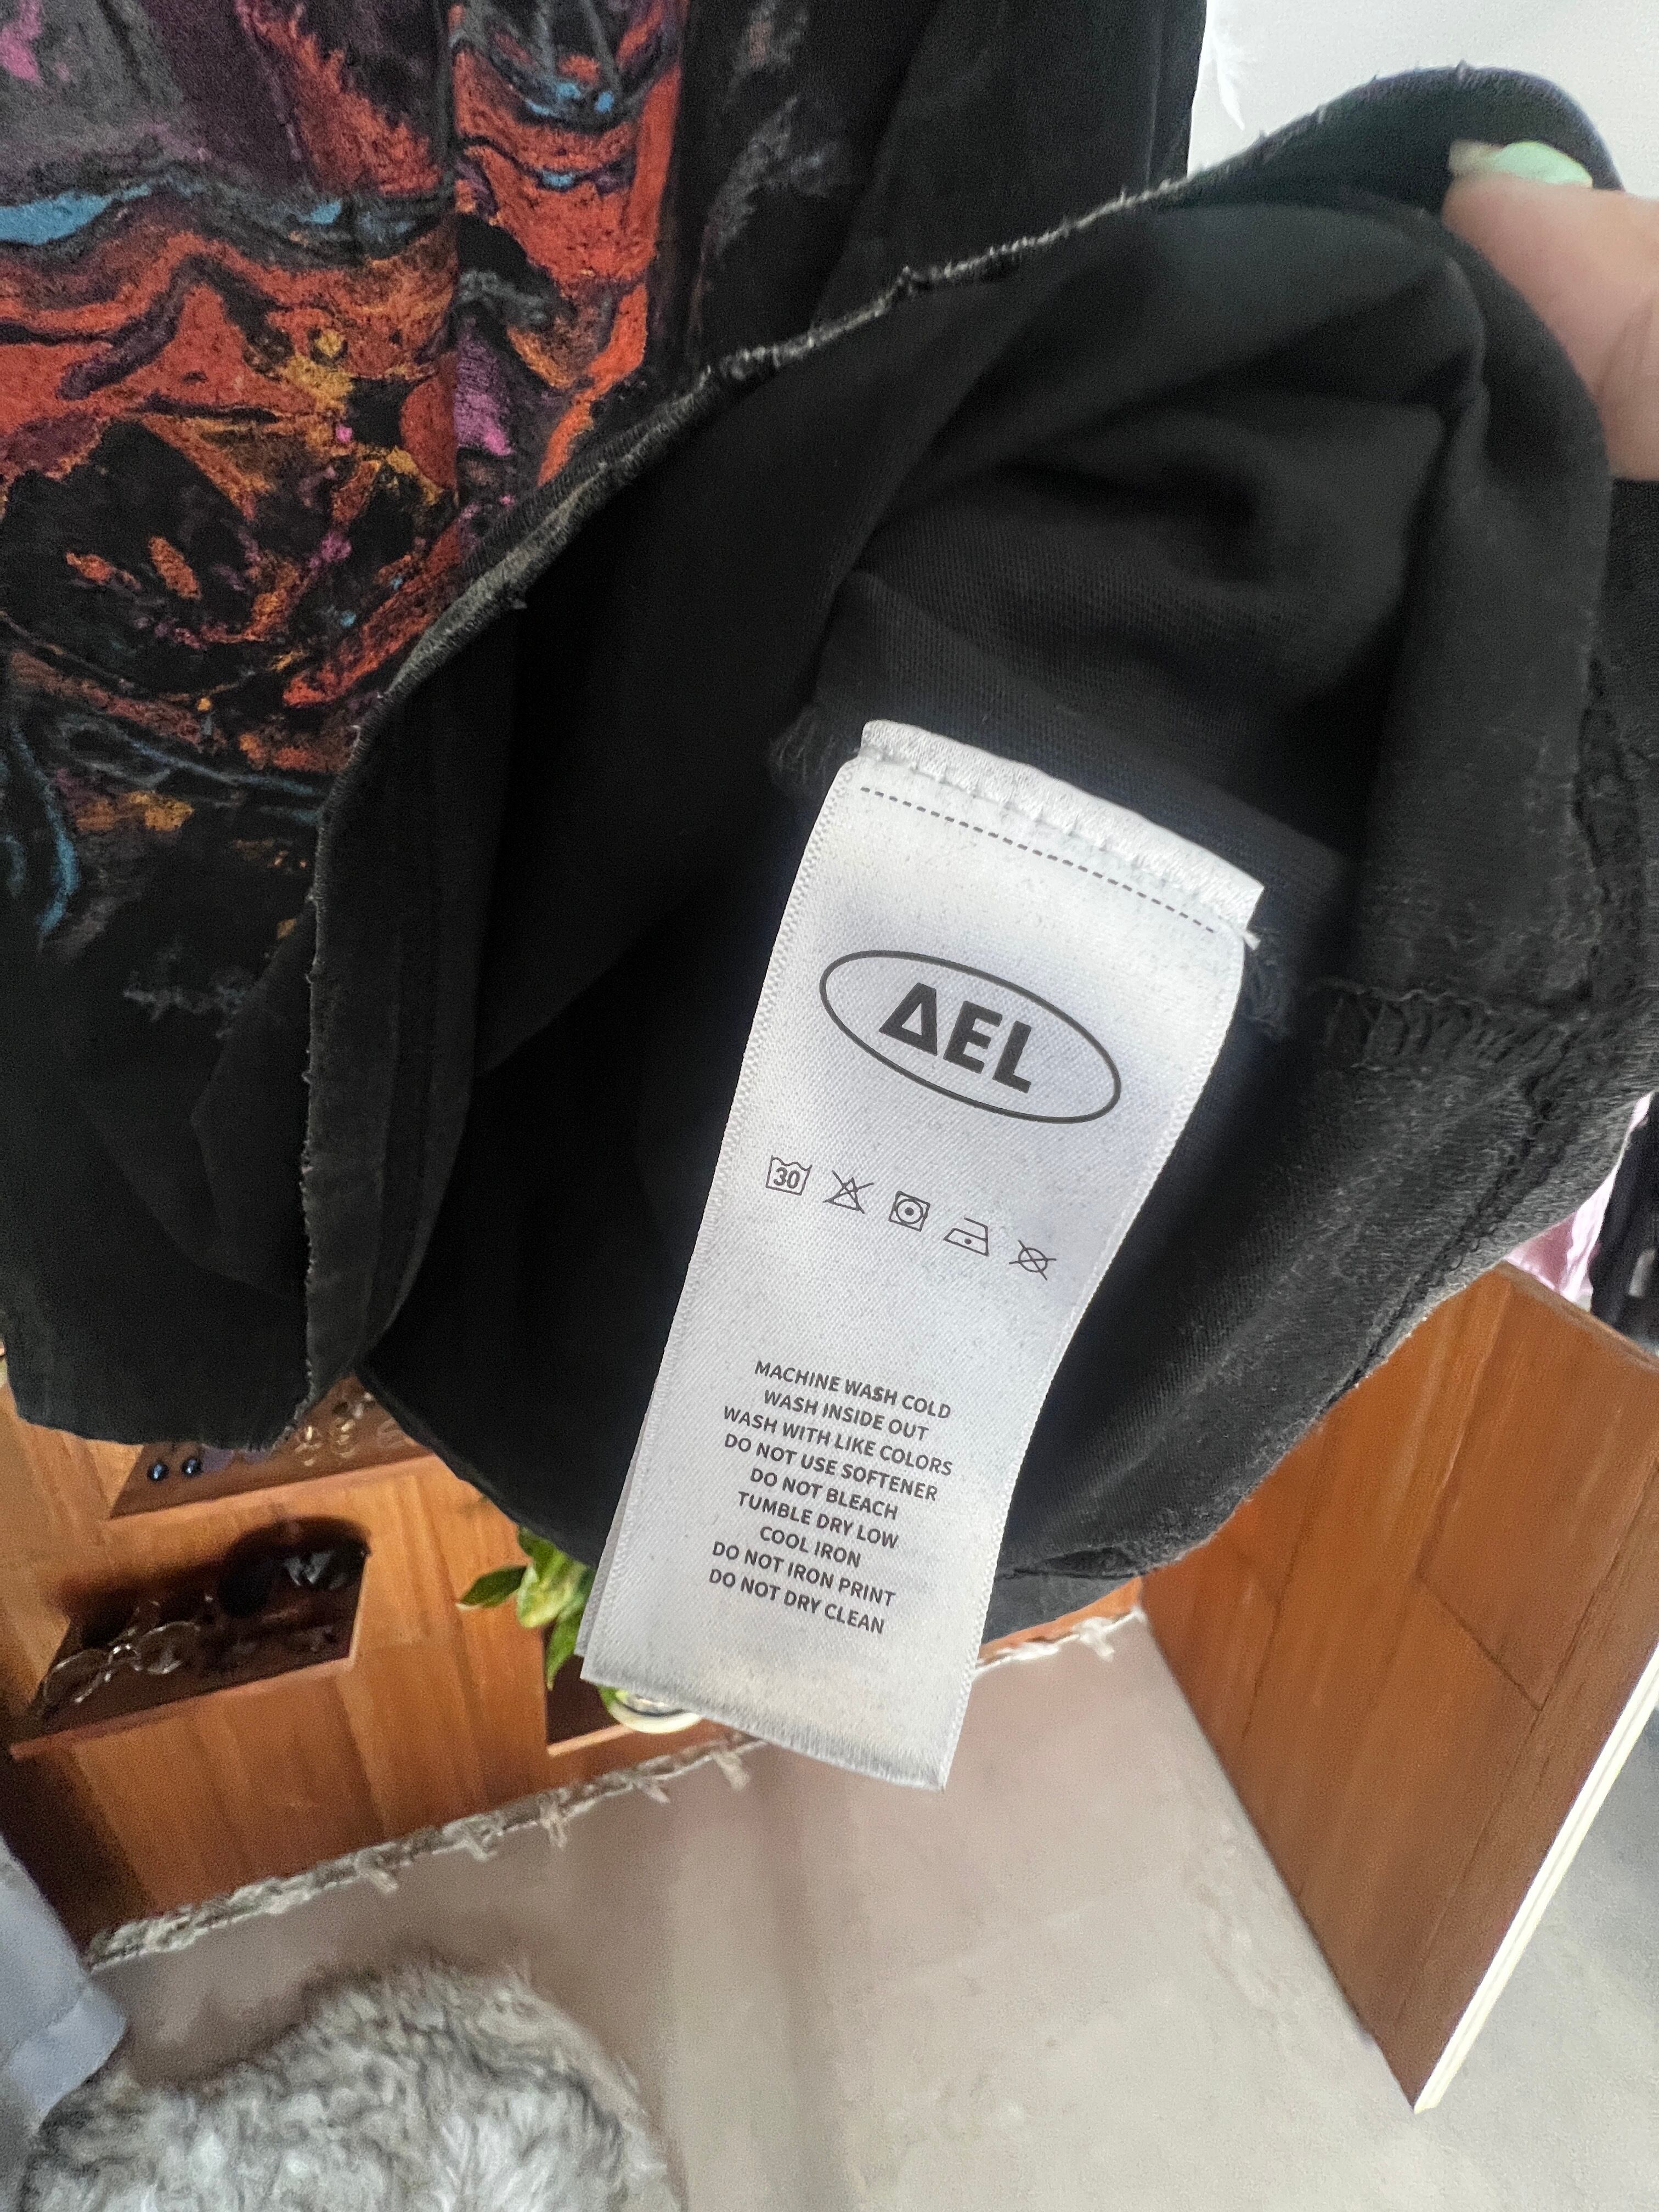 ΔEL
30
MACHINE WASH COLD
WASH INSIDE OUT
WASH WITH LIKE COLORS
DO NOT USE SOFTENER
DO NOT BLEACH
TUMBLE DRY LOW
COOL IRON
DO NOT IRON PRINT
DO NOT DRY CLEAN